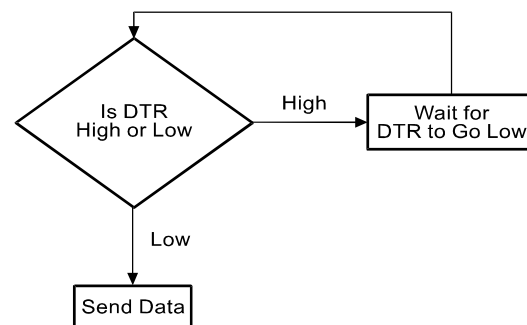 Is DTR
High or Low
High
Wait for
DTR to Go Low
Low
Send Data